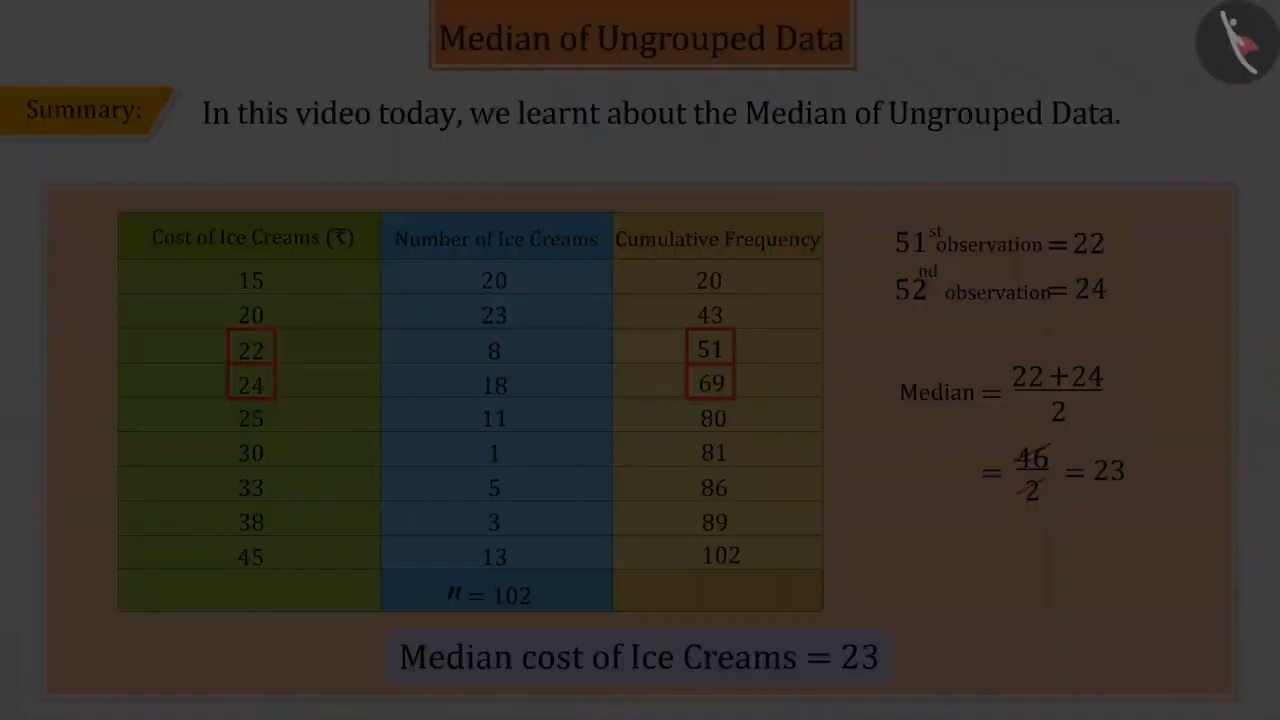 Median of Ungrouped Data
Summary:
In this video today, we learnt about the Median of Ungrouped Data.
Cost of Ice Creams (₹) Number of Ice Creams Cumulative Frequency
15 20 20
20 23 43
22 8 51
24 18 69
25 11 80
30 1 81
33 5 86
38 3 89
45 13 102
n = 102
51st observation = 22
52nd observation = 24
Median = 22 + 24
2
= 46 = 23
2
Median cost of Ice Creams = 23